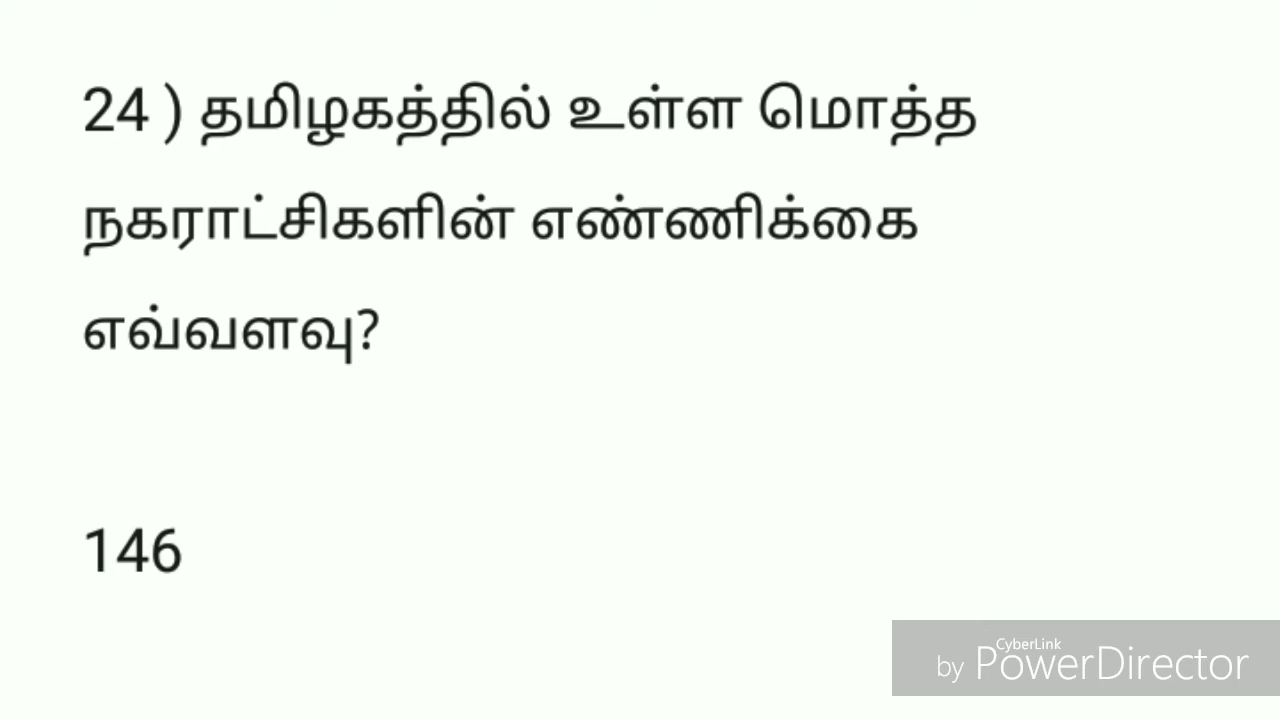 24 ) தமிழகத்தில் உள்ள மொத்த
நகராட்சிகளின் எண்ணிக்கை
எவ்வளவு?
146
CyberLink
by PowerDirector